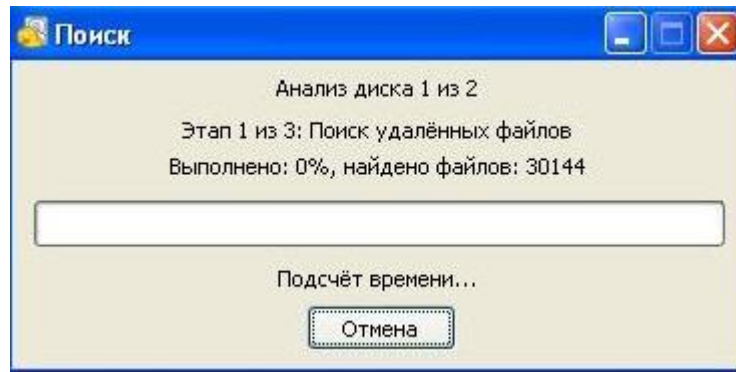 Поиск
Анализ диска 1 из 2
Этап 1 из 3: Поиск удалённых файлов
Выполнено: 0%, найдено файлов: 30144
Подсчёт времени...
Отмена